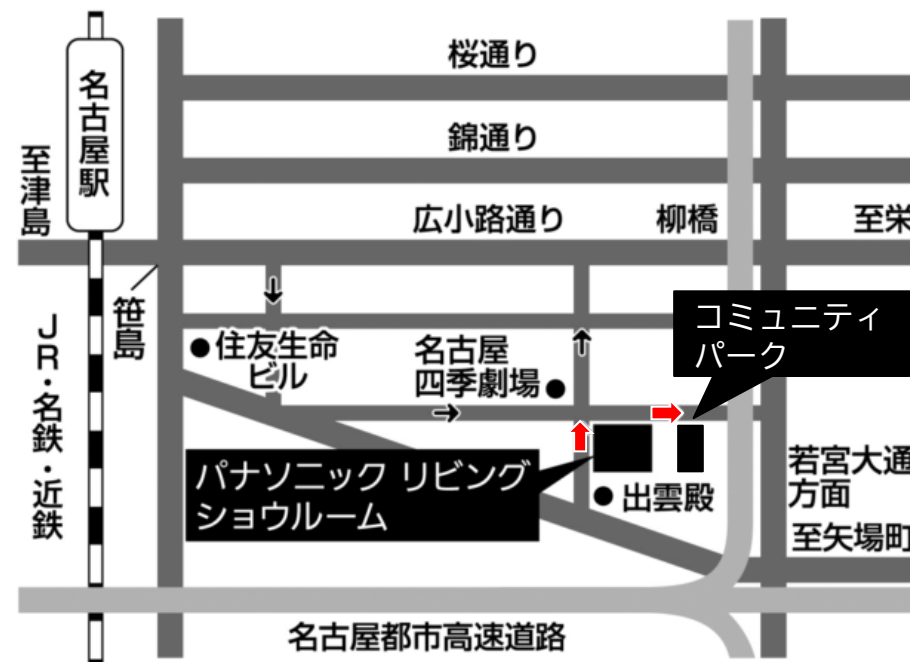 桜通り
名古屋駅
錦通り
至津島
広小路通り
柳橋
至栄
笹島
コミュニティ
パーク
JR・名鉄・近鉄
住友生命
ビル
名古屋
四季劇場
パナソニック リビング
ショウルーム
出雲殿
若宮大通
方面
至矢場町
名古屋都市高速道路